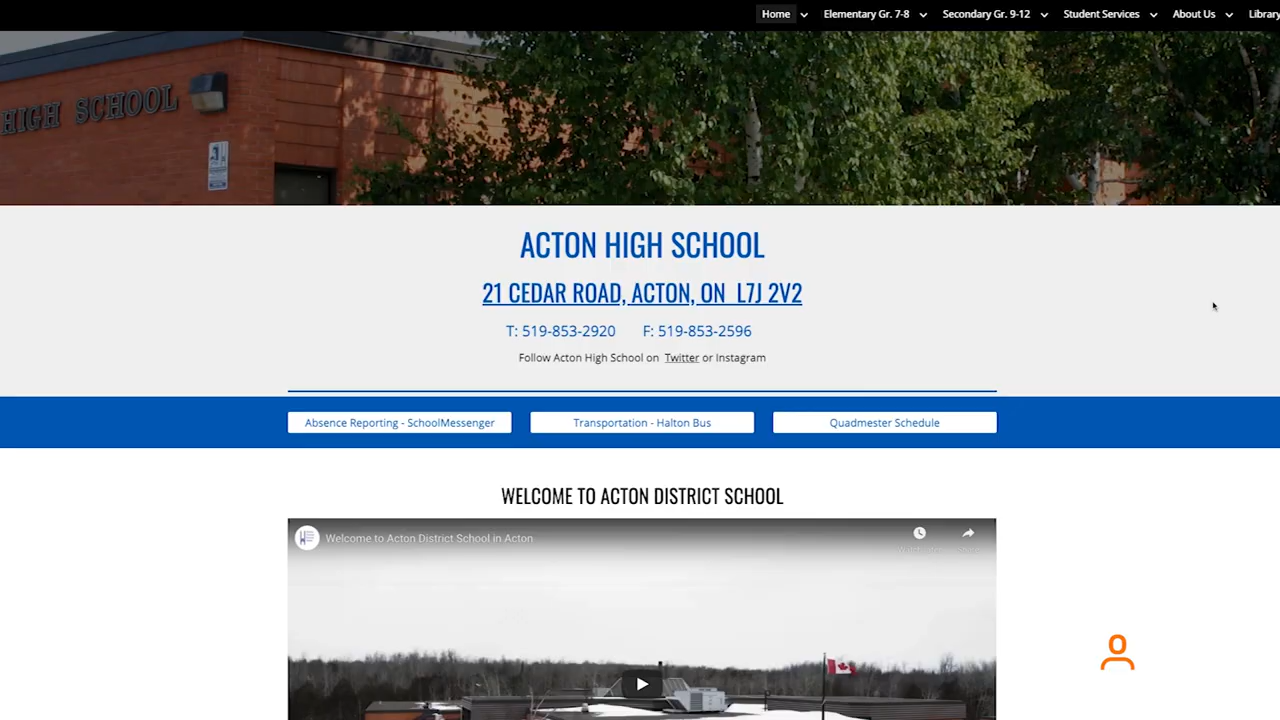 Home
Elementary Gr. 7-8
Secondary Gr. 9-12
Student Services
About Us
Library
HIGH SCHOOL
ACTON HIGH SCHOOL
21 CEDAR ROAD, ACTON, ON L7J 2V2
T: 519-853-2920 F: 519-853-2596
Follow Acton High School on Twitter or Instagram
Absence Reporting - SchoolMessenger
Transportation - Halton Bus
Quadmester Schedule
WELCOME TO ACTON DISTRICT SCHOOL
Welcome to Acton District School in Acton